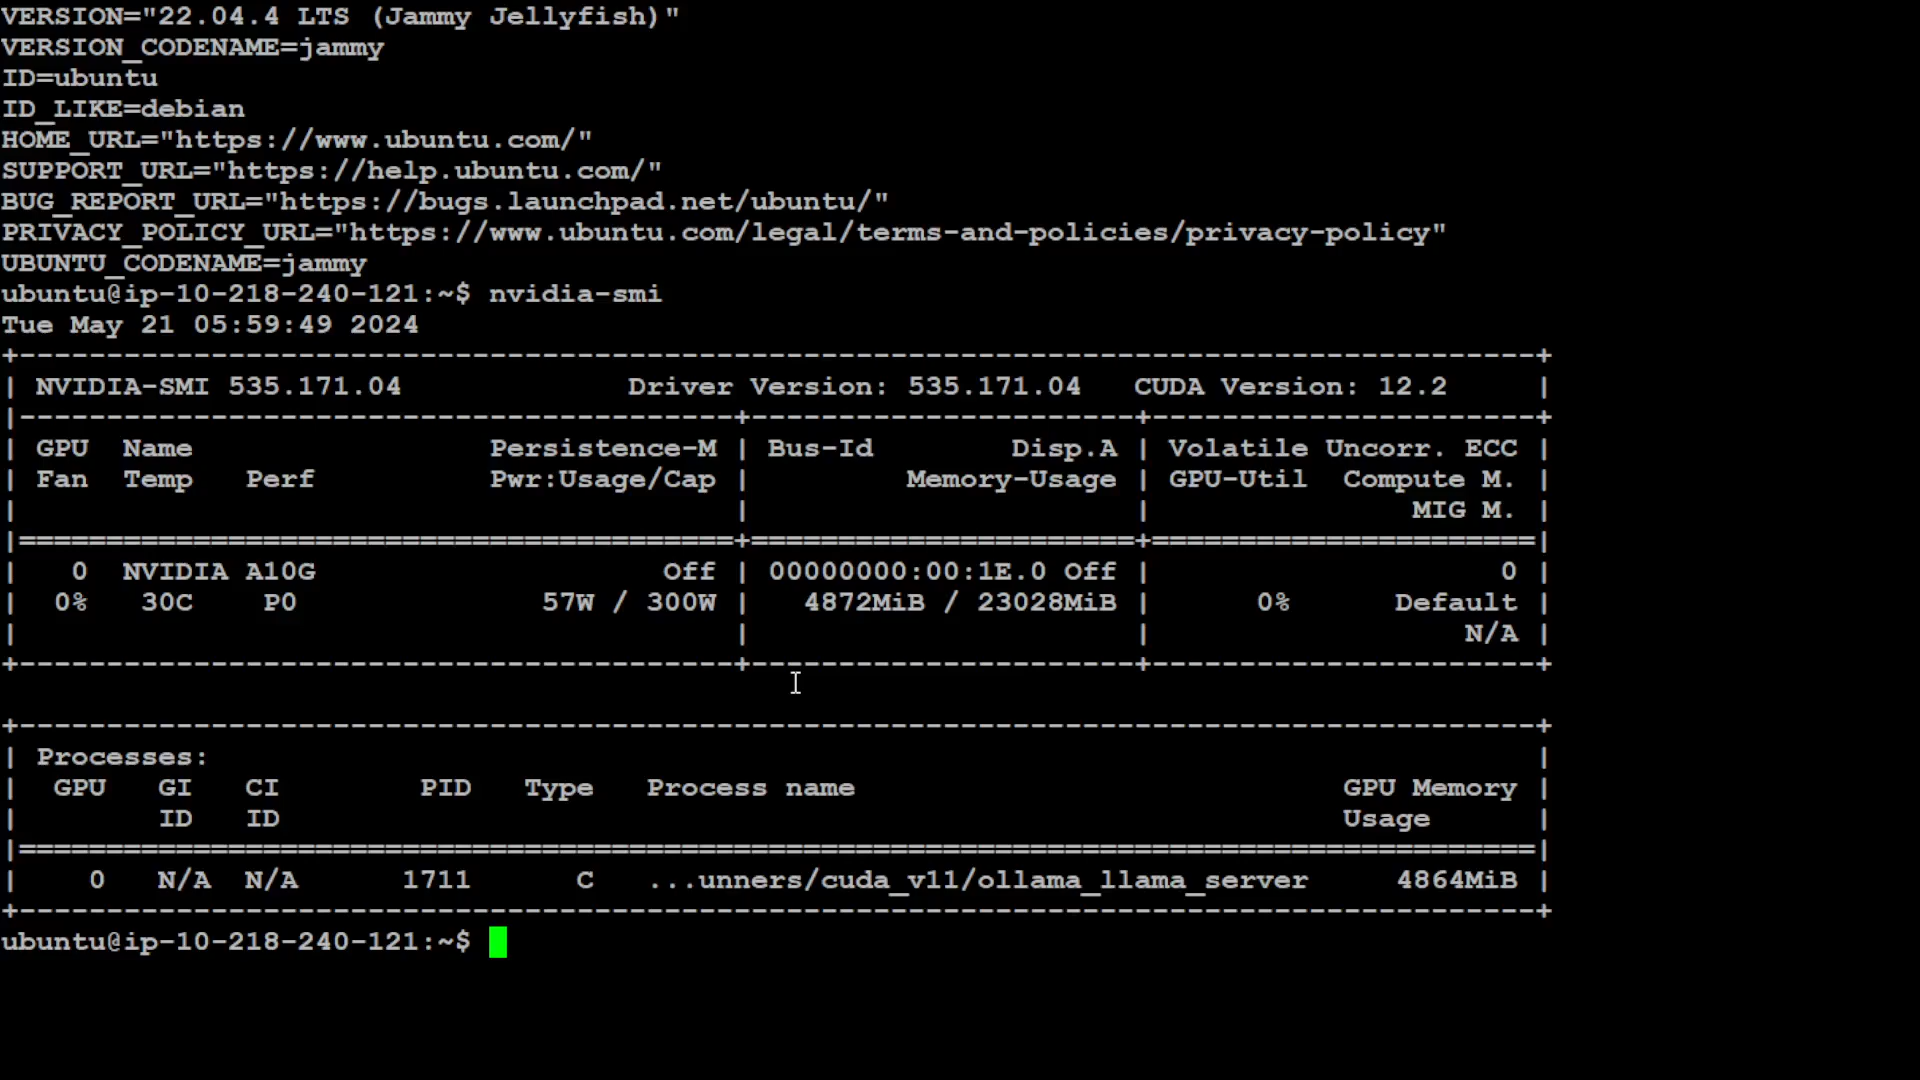 VERSION="22.04.4 LTS (Jammy Jellyfish)"
VERSION_CODENAME=jammy
ID=ubuntu
ID_LIKE=debian
HOME_URL="https://www.ubuntu.com/"
SUPPORT_URL="https://help.ubuntu.com/"
BUG_REPORT_URL="https://bugs.launchpad.net/ubuntu/"
PRIVACY_POLICY_URL="https://www.ubuntu.com/legal/terms-and-policies/privacy-policy"
UBUNTU_CODENAME=jammy
ubuntu@ip-10-218-240-121:~$ nvidia-smi
Tue May 21 05:59:49 2024
+---------------------------------------------------------------------------------------+
| NVIDIA-SMI 535.171.04             Driver Version: 535.171.04   CUDA Version: 12.2     |
|-----------------------------------------+----------------------+----------------------+
| GPU  Name                 Persistence-M | Bus-Id        Disp.A | Volatile Uncorr. ECC |
| Fan  Temp   Perf          Pwr:Usage/Cap |         Memory-Usage | GPU-Util  Compute M. |
|                                         |                      |               MIG M. |
|=========================================+======================+======================|
|   0  NVIDIA A10G                    Off | 00000000:00:1E.0 Off |                    0 |
|  0%   30C    P0              57W / 300W |   4872MiB / 23028MiB |      0%      Default |
|                                         |                      |                  N/A |
+-----------------------------------------+----------------------+----------------------+
+---------------------------------------------------------------------------------------+
| Processes:                                                                            |
|  GPU   GI   CI        PID   Type   Process name                            GPU Memory |
|        ID   ID                                                             Usage      |
|=======================================================================================|
|    0   N/A  N/A      1711      C   ...unners/cuda_v11/ollama_llama_server     4864MiB |
+---------------------------------------------------------------------------------------+
ubuntu@ip-10-218-240-121:~$